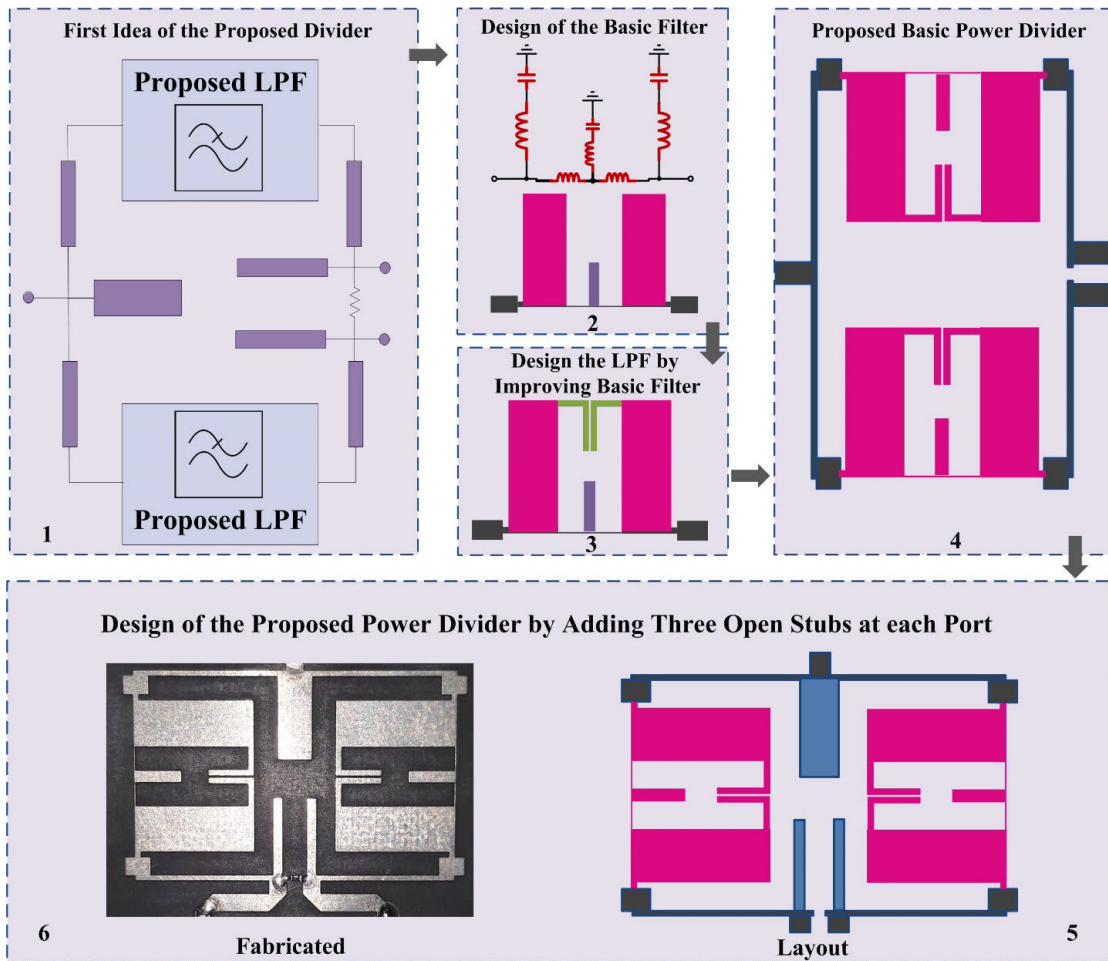 First Idea of the Proposed Divider
Proposed LPF
Proposed LPF
1
Design of the Basic Filter
2
Design the LPF by
Improving Basic Filter
3
Proposed Basic Power Divider
4
Design of the Proposed Power Divider by Adding Three Open Stubs at each Port
6
Fabricated
Layout
5